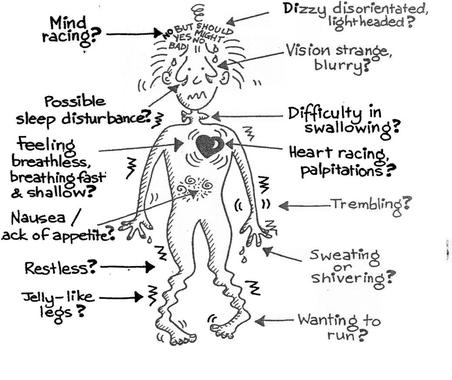 Mind
racing?
NO BUT SHOULD
YES NO MIGHT
BAD! !!
Dizzy disorientated,
lightheaded?
Vision strange,
blurry?
Possible
sleep disturbance?
Difficulty in
swallowing?
Feeling
breathless,
breathing fast
& shallow?
Heart racing,
palpitations?
Nausea /
ack of appetite?
Trembling?
Restless?
Sweating
or
shivering?
Jelly-like
legs?
Wanting to
run?